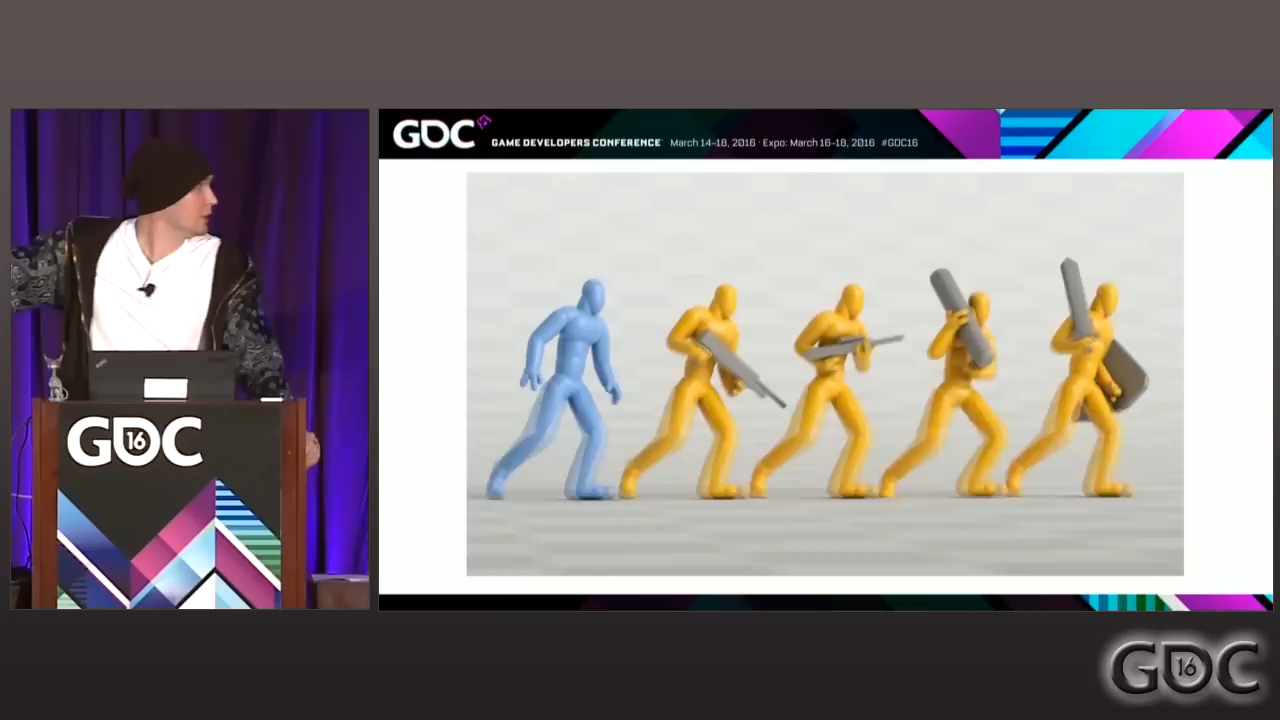 GDC
GAME DEVELOPERS CONFERENCE March 14-18, 2016 · Expo: March 16-18, 2016 #GDC16
GDC
16
GDC
16